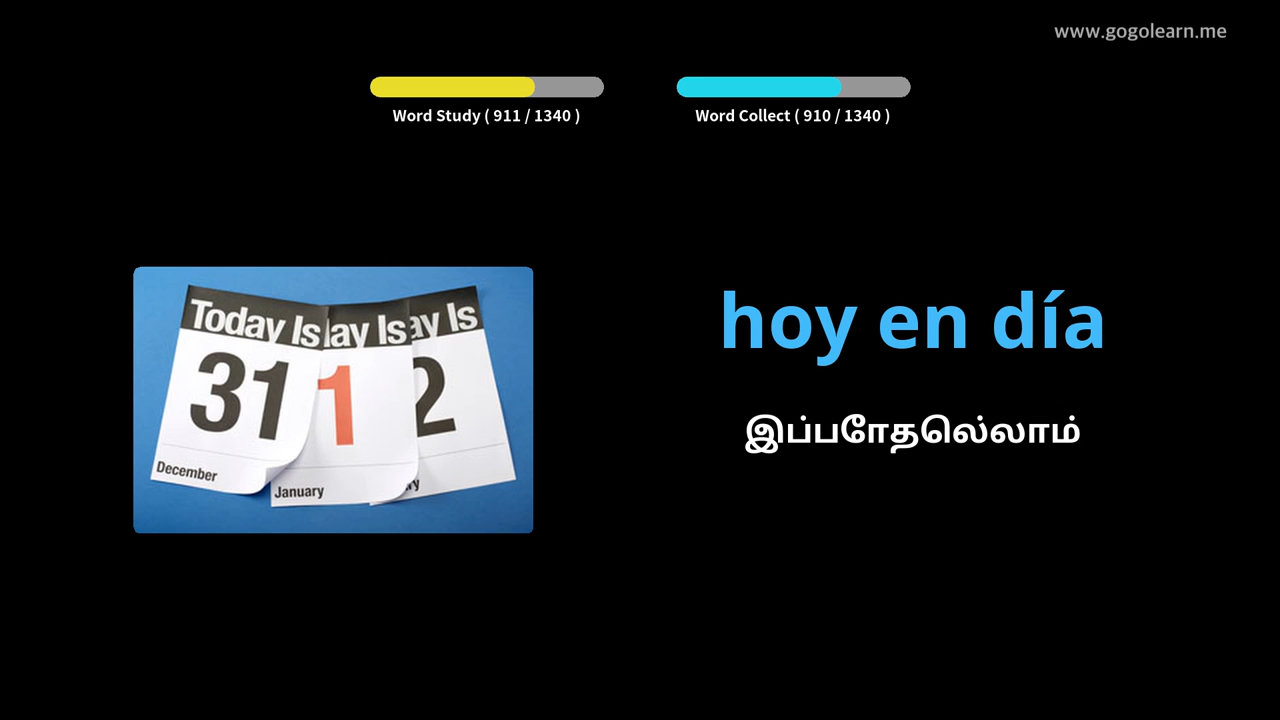 www.gogolearn.me
Word Study ( 911 / 1340 )
Word Collect ( 910 / 1340 )
Today Is
31
December
day Is
1
January
ay Is
2
ry
hoy en día
இப்போதெல்லாம்